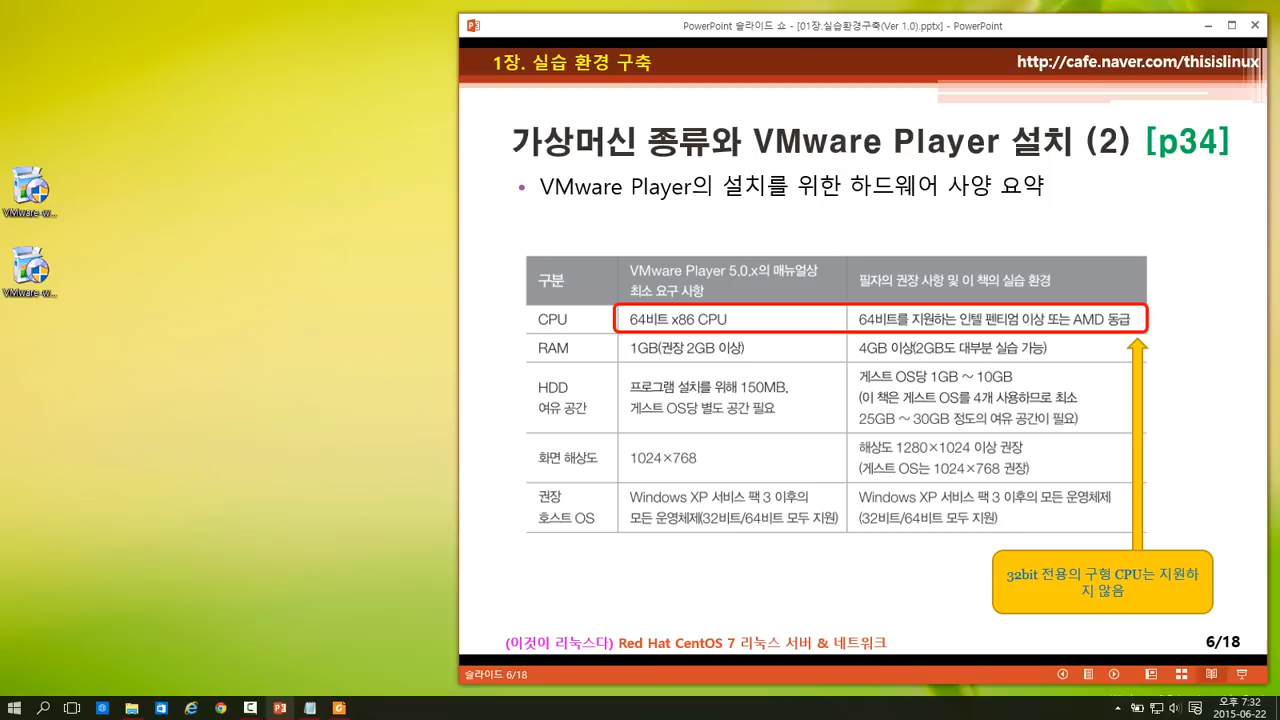 PowerPoint 슬라이드 쇼 - [01장.실습환경구축(Ver 1.0).pptx] - PowerPoint
1장. 실습 환경 구축
http://cafe.naver.com/thisislinux
가상머신 종류와 VMware Player 설치 (2) [p34]
• VMware Player의 설치를 위한 하드웨어 사양 요약
VMware-w...
VMware-w...
구분
VMware Player 5.0.x의 매뉴얼상
최소 요구 사항
필자의 권장 사항 및 이 책의 실습 환경
CPU
64비트 x86 CPU
64비트를 지원하는 인텔 펜티엄 이상 또는 AMD 동급
RAM
1GB(권장 2GB 이상)
4GB 이상(2GB도 대부분 실습 가능)
HDD
여유 공간
프로그램 설치를 위해 150MB,
게스트 OS당 별도 공간 필요
게스트 OS당 1GB ～ 10GB
(이 책은 게스트 OS를 4개 사용하므로 최소
25GB ～ 30GB 정도의 여유 공간이 필요)
화면 해상도
1024×768
해상도 1280×1024 이상 권장
(게스트 OS는 1024×768 권장)
권장
호스트 OS
Windows XP 서비스 팩 3 이후의
모든 운영체제(32비트/64비트 모두 지원)
Windows XP 서비스 팩 3 이후의 모든 운영체제
(32비트/64비트 모두 지원)
32bit 전용의 구형 CPU는 지원하
지 않음
(이것이 리눅스다) Red Hat CentOS 7 리눅스 서버 & 네트워크
6/18
슬라이드 6/18
오후 7:32
2015-06-22